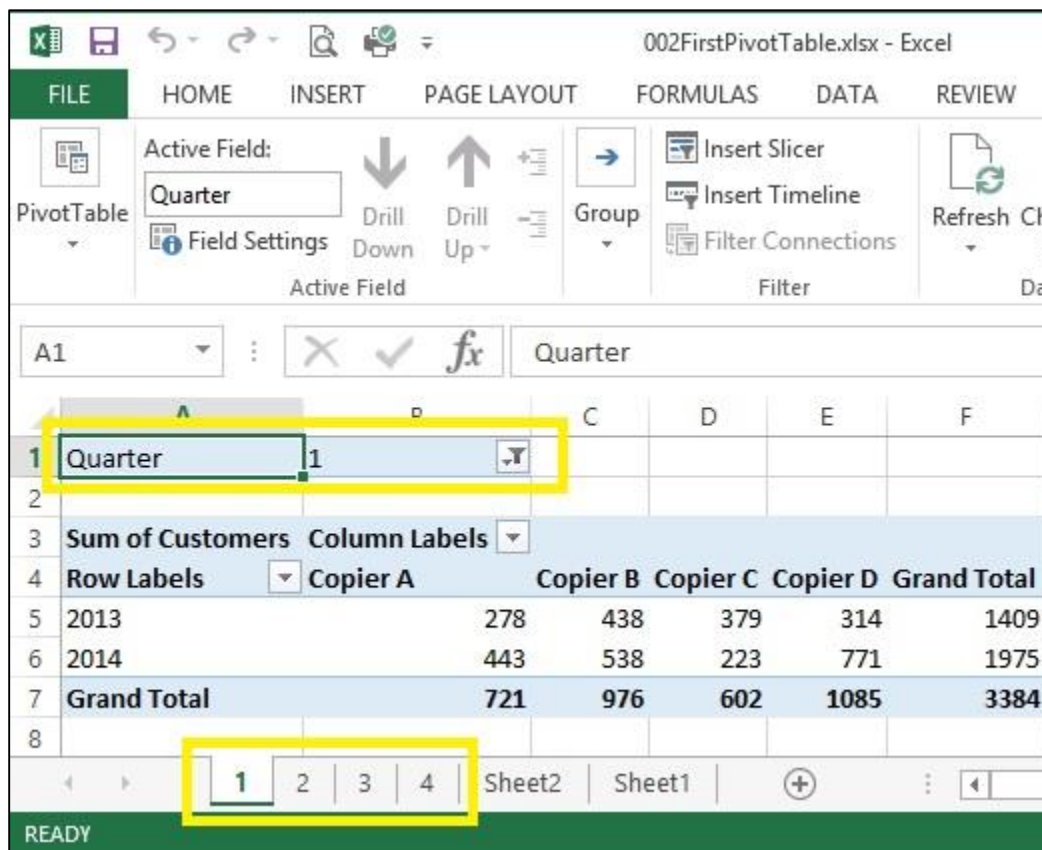 002FirstPivotTable.xlsx - Excel
FILE HOME INSERT PAGE LAYOUT FORMULAS DATA REVIEW
PivotTable
Active Field:
Quarter
Field Settings
Drill Down
Drill Up
Active Field
Group
Insert Slicer
Insert Timeline
Filter Connections
Filter
Refresh
A1 fx Quarter
A C D E F
1 Quarter 1
2
3 Sum of Customers Column Labels
4 Row Labels Copier A Copier B Copier C Copier D Grand Total
5 2013 278 438 379 314 1409
6 2014 443 538 223 771 1975
7 Grand Total 721 976 602 1085 3384
8
1 2 3 4 Sheet2 Sheet1
READY